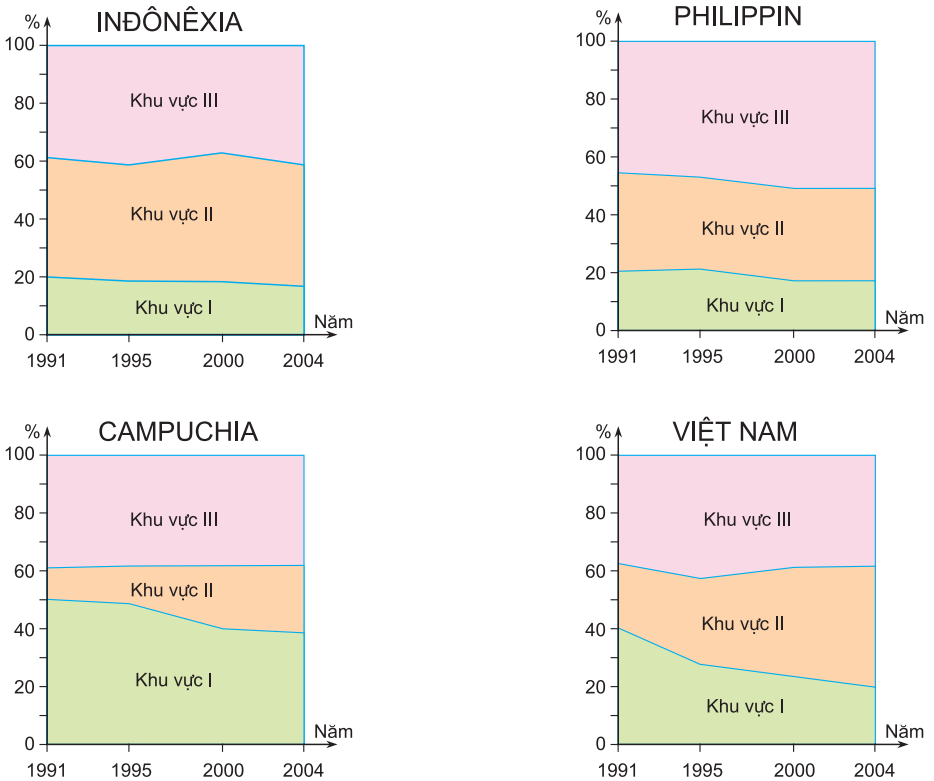 INĐÔNÊXIA
%
100
80
60
40
20
0
Khu vực III
Khu vực II
Khu vực I
Năm
1991 1995 2000 2004
PHILIPPIN
%
100
80
60
40
20
0
Khu vực III
Khu vực II
Khu vực I
Năm
1991 1995 2000 2004
CAMPUCHIA
%
100
80
60
40
20
0
Khu vực III
Khu vực II
Khu vực I
Năm
1991 1995 2000 2004
VIỆT NAM
%
100
80
60
40
20
0
Khu vực III
Khu vực II
Khu vực I
Năm
1991 1995 2000 2004